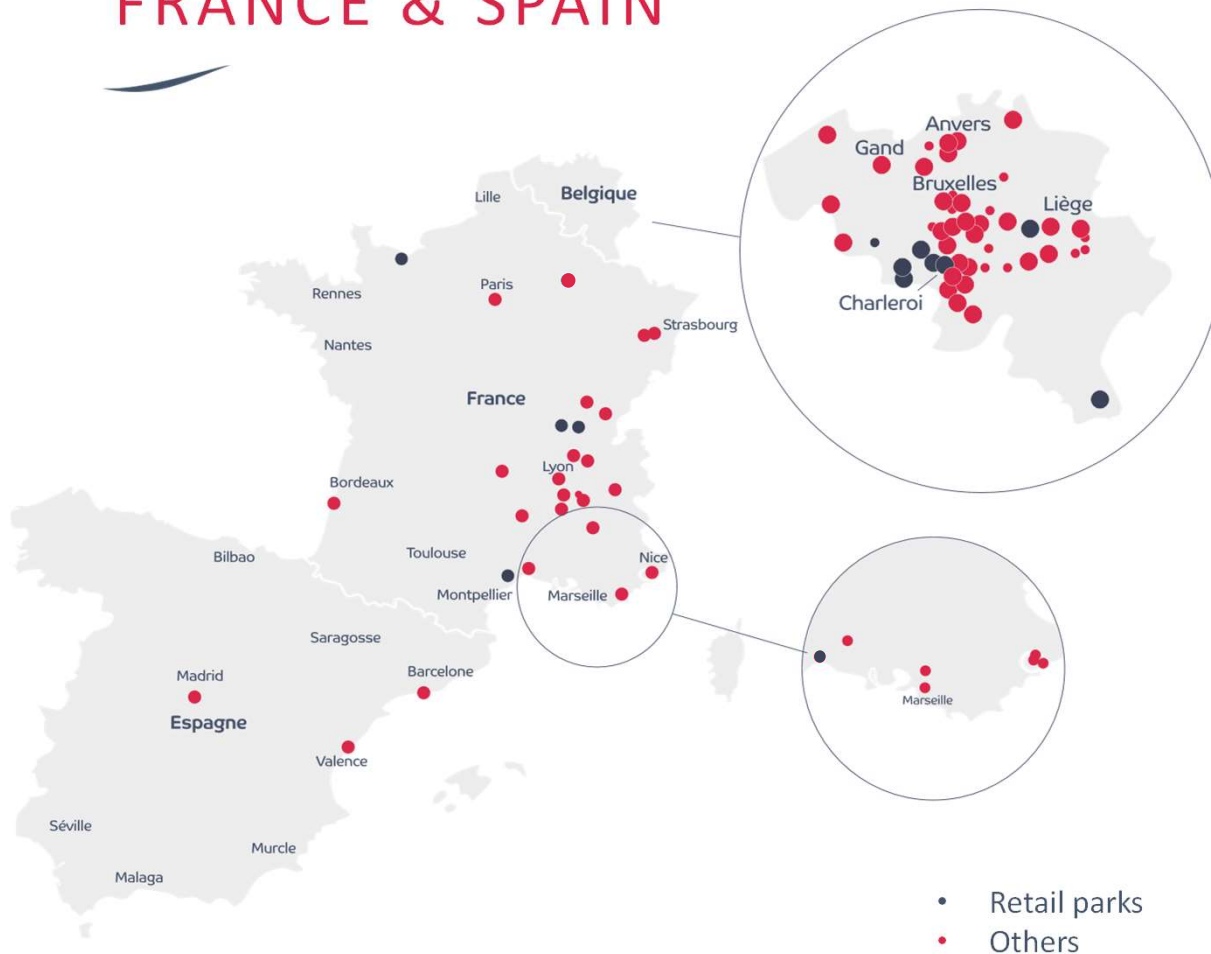 FRANCE & SPAIN
Anvers
Gand
Bruxelles
Liège
Charleroi
Belgique
Lille
Paris
Rennes
Strasbourg
Nantes
France
Lyon
Bordeaux
Toulouse
Bilbao
Nice
Montpellier
Marseille
Saragosse
Barcelone
Madrid
Espagne
Valence
Marseille
Séville
Murcle
Malaga
Retail parks
Others